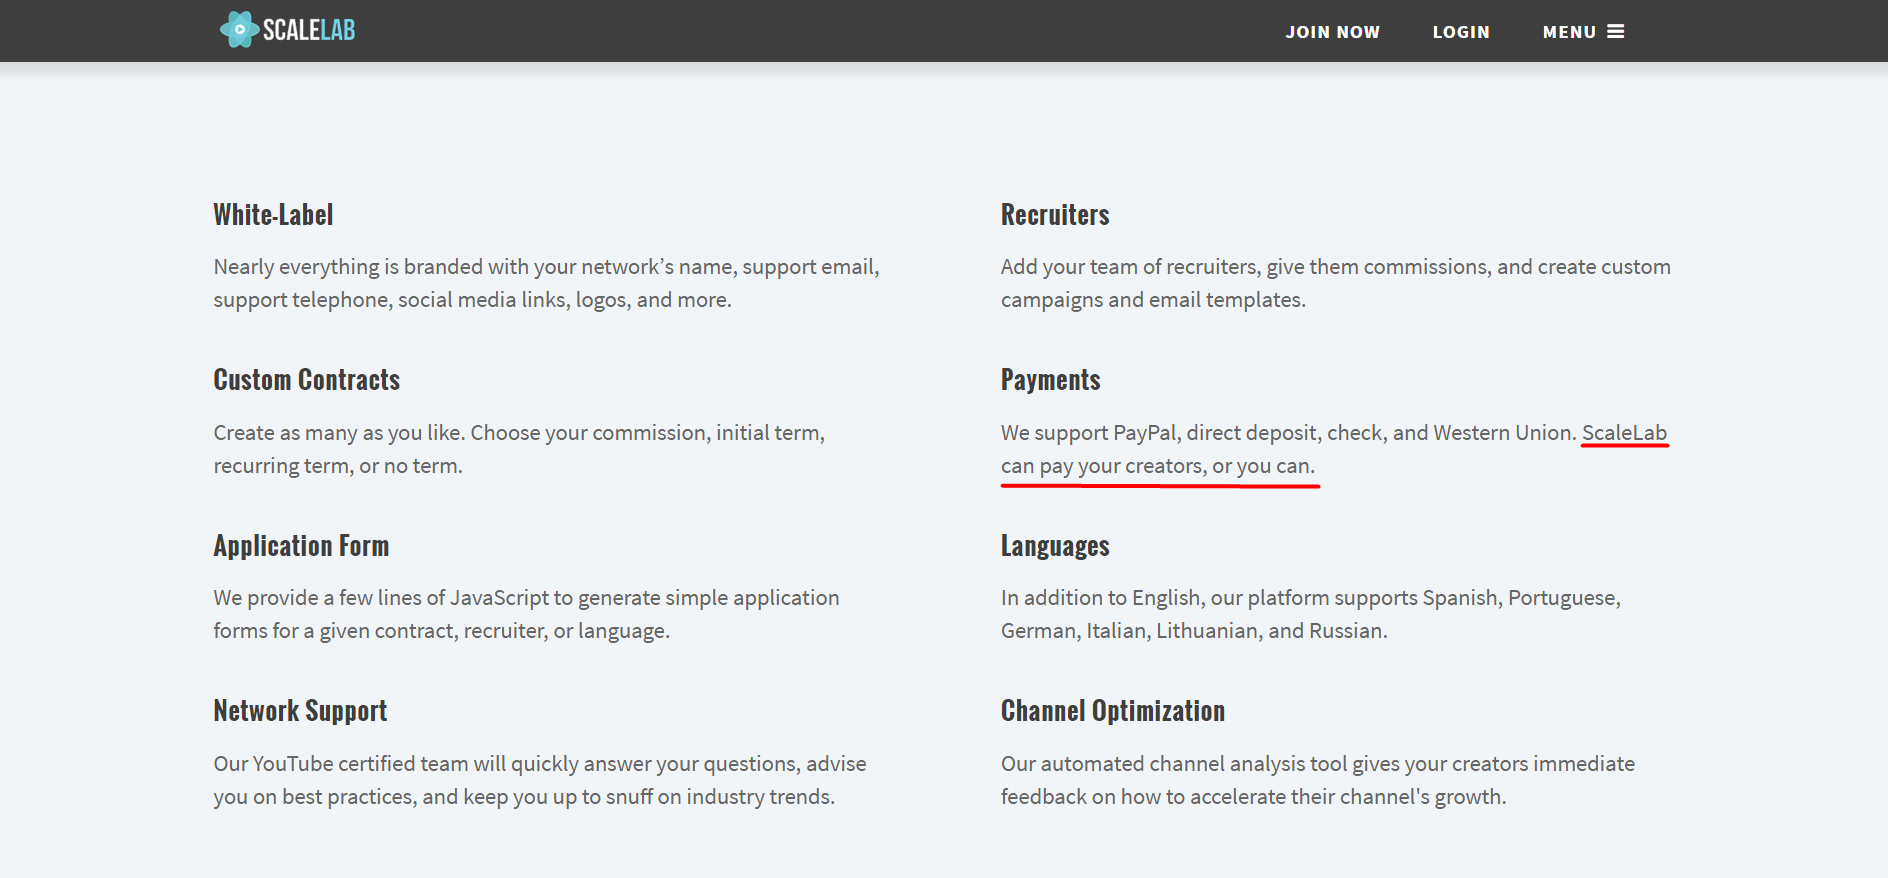 SCALELAB
JOIN NOW
LOGIN
MENU
White-Label
Nearly everything is branded with your network’s name, support email,
support telephone, social media links, logos, and more.
Recruiters
Add your team of recruiters, give them commissions, and create custom
campaigns and email templates.
Custom Contracts
Create as many as you like. Choose your commission, initial term,
recurring term, or no term.
Payments
We support PayPal, direct deposit, check, and Western Union. ScaleLab
can pay your creators, or you can.
Application Form
We provide a few lines of JavaScript to generate simple application
forms for a given contract, recruiter, or language.
Languages
In addition to English, our platform supports Spanish, Portuguese,
German, Italian, Lithuanian, and Russian.
Network Support
Our YouTube certified team will quickly answer your questions, advise
you on best practices, and keep you up to snuff on industry trends.
Channel Optimization
Our automated channel analysis tool gives your creators immediate
feedback on how to accelerate their channel's growth.